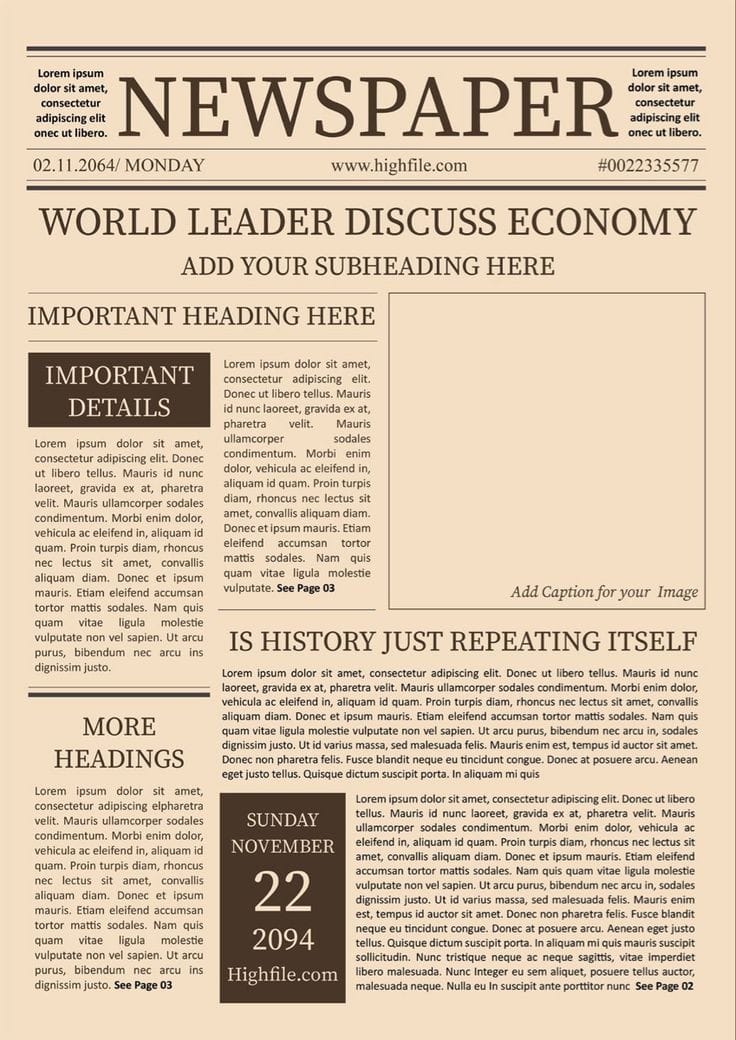 Lorem ipsum
dolor sit amet,
consectetur
adipiscing elit
onec ut libero.
NEWSPAPER
Lorem ipsum
dolor sit amet,
consectetur
adipiscing elit
onec ut libero.
02.11.2064/ MONDAY
www.highfile.com
#0022335577
WORLD LEADER DISCUSS ECONOMY
ADD YOUR SUBHEADING HERE
IMPORTANT HEADING HERE
IMPORTANT
DETAILS
Lorem ipsum dolor sit amet,
consectetur adipiscing elit. Donec
ut libero tellus. Mauris id nunc
laoreet, gravida ex at, pharetra
velit. Mauris ullamcorper sodales
condimentum. Morbi enim dolor,
vehicula ac eleifend in, aliquam id
quam. Proin turpis diam, rhoncus
nec lectus sit amet, convallis
aliquam diam. Donec et ipsum
mauris. Etiam eleifend accumsan
tortor mattis sodales. Nam quis
quam vitae ligula molestie
vulputate non vel sapien. Ut arcu
purus, bibendum nec arcu ins
dignissim justo.
Lorem ipsum dolor sit amet,
consectetur adipiscing elit.
Donec ut libero tellus. Mauris
id nunc laoreet, gravida ex at,
pharetra velit. Mauris
ullamcorper sodales
condimentum. Morbi enim
dolor, vehicula ac eleifend in,
aliquam id quam. Proin turpis
diam, rhoncus nec lectus sit
amet, convallis aliquam diam.
Donec et ipsum mauris. Etiam
eleifend accumsan tortor
mattis sodales. Nam quis
quam vitae ligula molestie
vulputate. See Page 03
Add Caption for your Image
MORE
HEADINGS
Lorem ipsum dolor sit amet,
consectetur adipiscing elpharetra
velit. Mauris ullamcorper sodales
condimentum. Morbi enim dolor,
vehicula ac eleifend in, aliquam id
quam. Proin turpis diam, rhoncus
nec lectus sit amet, convallis
aliquam diam. Donec et ipsum
mauris. Etiam eleifend accumsan
tortor mattis sodales. Nam quis
quam vitae ligula molestie
vulputate non vel sapien. Ut arcu
purus, bibendum nec arcu ins
dignissim justo. See Page 03
IS HISTORY JUST REPEATING ITSELF
Lorem ipsum dolor sit amet, consectetur adipiscing elit. Donec ut libero tellus. Mauris id nunc
laoreet, gravida ex at, pharetra velit. Mauris ullamcorper sodales condimentum. Morbi enim dolor,
vehicula ac eleifend in, aliquam id quam. Proin turpis diam, rhoncus nec lectus sit amet, convallis
aliquam diam. Donec et ipsum mauris. Etiam eleifend accumsan tortor mattis sodales. Nam quis
quam vitae ligula molestie vulputate non vel sapien. Ut arcu purus, bibendum nec arcu in, sodales
dignissim justo. Ut id varius massa, sed malesuada felis. Mauris enim est, tempus id auctor sit amet.
Donec non pharetra felis. Fusce blandit neque eu tincidunt congue. Donec at posuere arcu. Aenean
eget justo tellus. Quisque dictum suscipit porta. In aliquam mi quis
SUNDAY
NOVEMBER
22
2094
Highfile.com
Lorem ipsum dolor sit amet, consectetur adipiscing elit. Donec ut libero
tellus. Mauris id nunc laoreet, gravida ex at, pharetra velit. Mauris
ullamcorper sodales condimentum. Morbi enim dolor, vehicula ac
eleifend in, aliquam id quam. Proin turpis diam, rhoncus nec lectus sit
amet, convallis aliquam diam. Donec et ipsum mauris. Etiam eleifend
accumsan tortor mattis sodales. Nam quis quam vitae ligula molestie
vulputate non vel sapien. Ut arcu purus, bibendum nec arcu in, sodales
dignissim justo. Ut id varius massa, sed malesuada felis. Mauris enim
est, tempus id auctor sit amet. Donec non pharetra felis. Fusce blandit
neque eu tincidunt congue. Donec at posuere arcu. Aenean eget justo
tellus. Quisque dictum suscipit porta. In aliquam mi quis mauris suscipit
sollicitudin. Nunc tristique neque ac neque sagittis, vitae imperdiet
libero malesuada. Nunc Integer eu sem aliquet, posuere tellus auctor,
malesuada neque. Nulla eu In suscipit ante porttitor nunc See Page 02